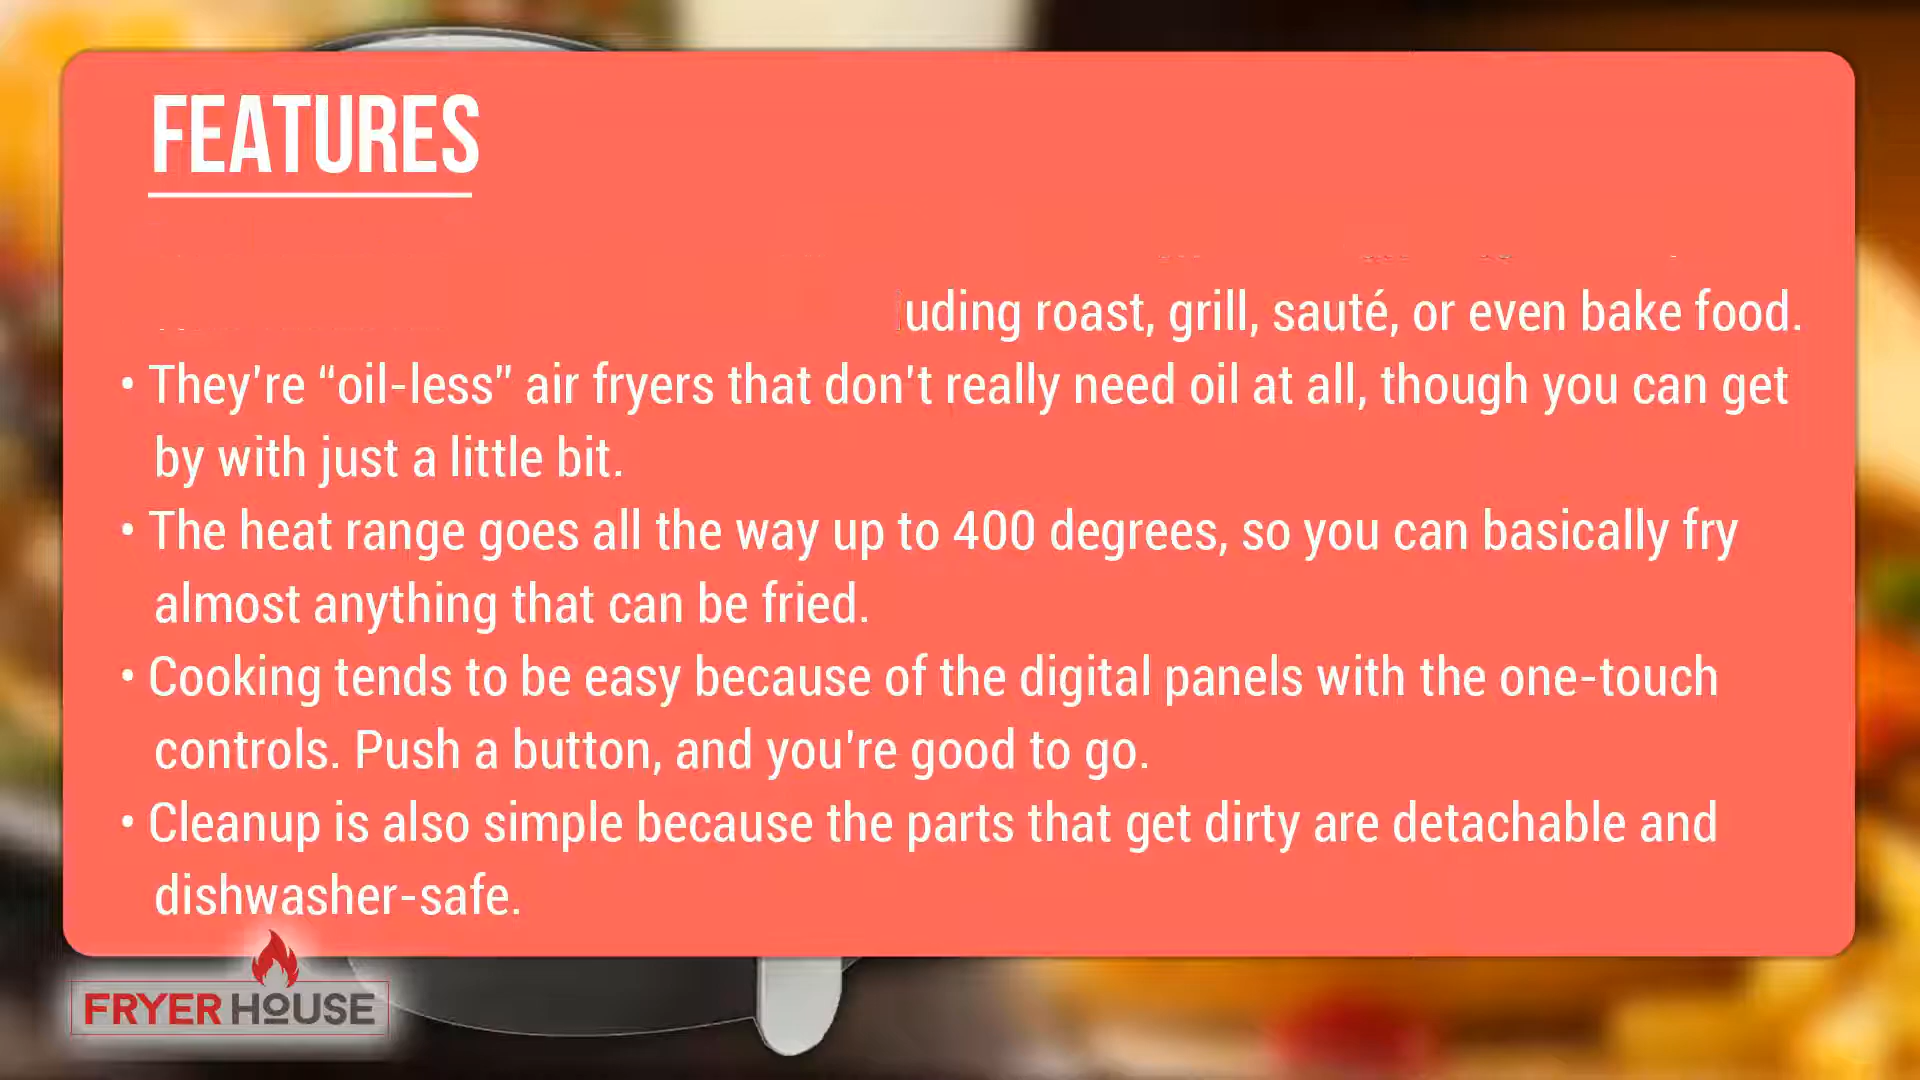 FEATURES
roast, grill, sauté, or even bake food.
• They're “oil-less” air fryers that don't really need oil at all, though you can get
by with just a little bit.
• The heat range goes all the way up to 400 degrees, so you can basically fry
almost anything that can be fried.
• Cooking tends to be easy because of the digital panels with the one-touch
controls. Push a button, and you're good to go.
• Cleanup is also simple because the parts that get dirty are detachable and
dishwasher-safe.
FRYER HOUSE